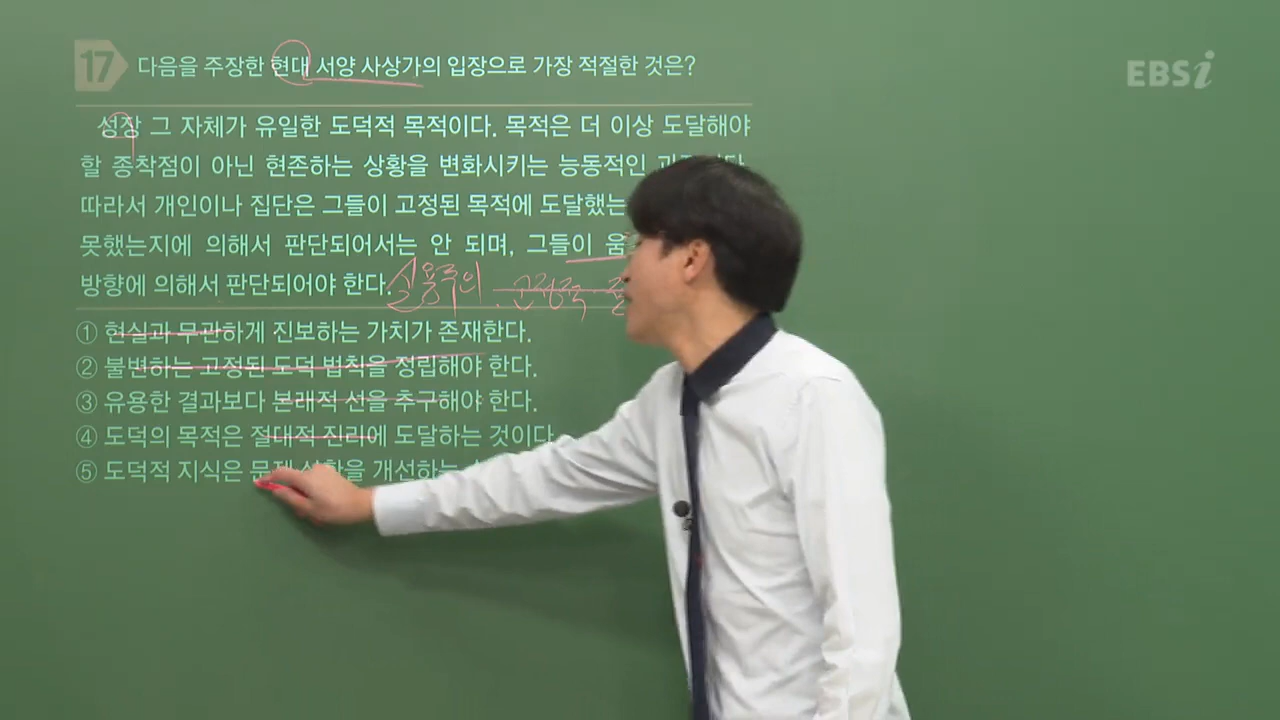 17 다음을 주장한 현대 서양 사상가의 입장으로 가장 적절한 것은?
EBSi
성장 그 자체가 유일한 도덕적 목적이다. 목적은 더 이상 도달해야
할 종착점이 아닌 현존하는 상황을 변화시키는 능동적인
따라서 개인이나 집단은 그들이 고정된 목적에 도달했는
못했는지에 의해서 판단되어서는 안 되며, 그들이
방향에 의해서 판단되어야 한다. 실용주의 . 고정적
① 현실과 무관하게 진보하는 가치가 존재한다.
② 불변하는 고정된 도덕 법칙을 정립해야 한다.
③ 유용한 결과보다 본래적 선을 추구해야 한다.
④ 도덕의 목적은 절대적 진리에 도달하는 것이다.
⑤ 도덕적 지식은 문제 상황을 개선하는